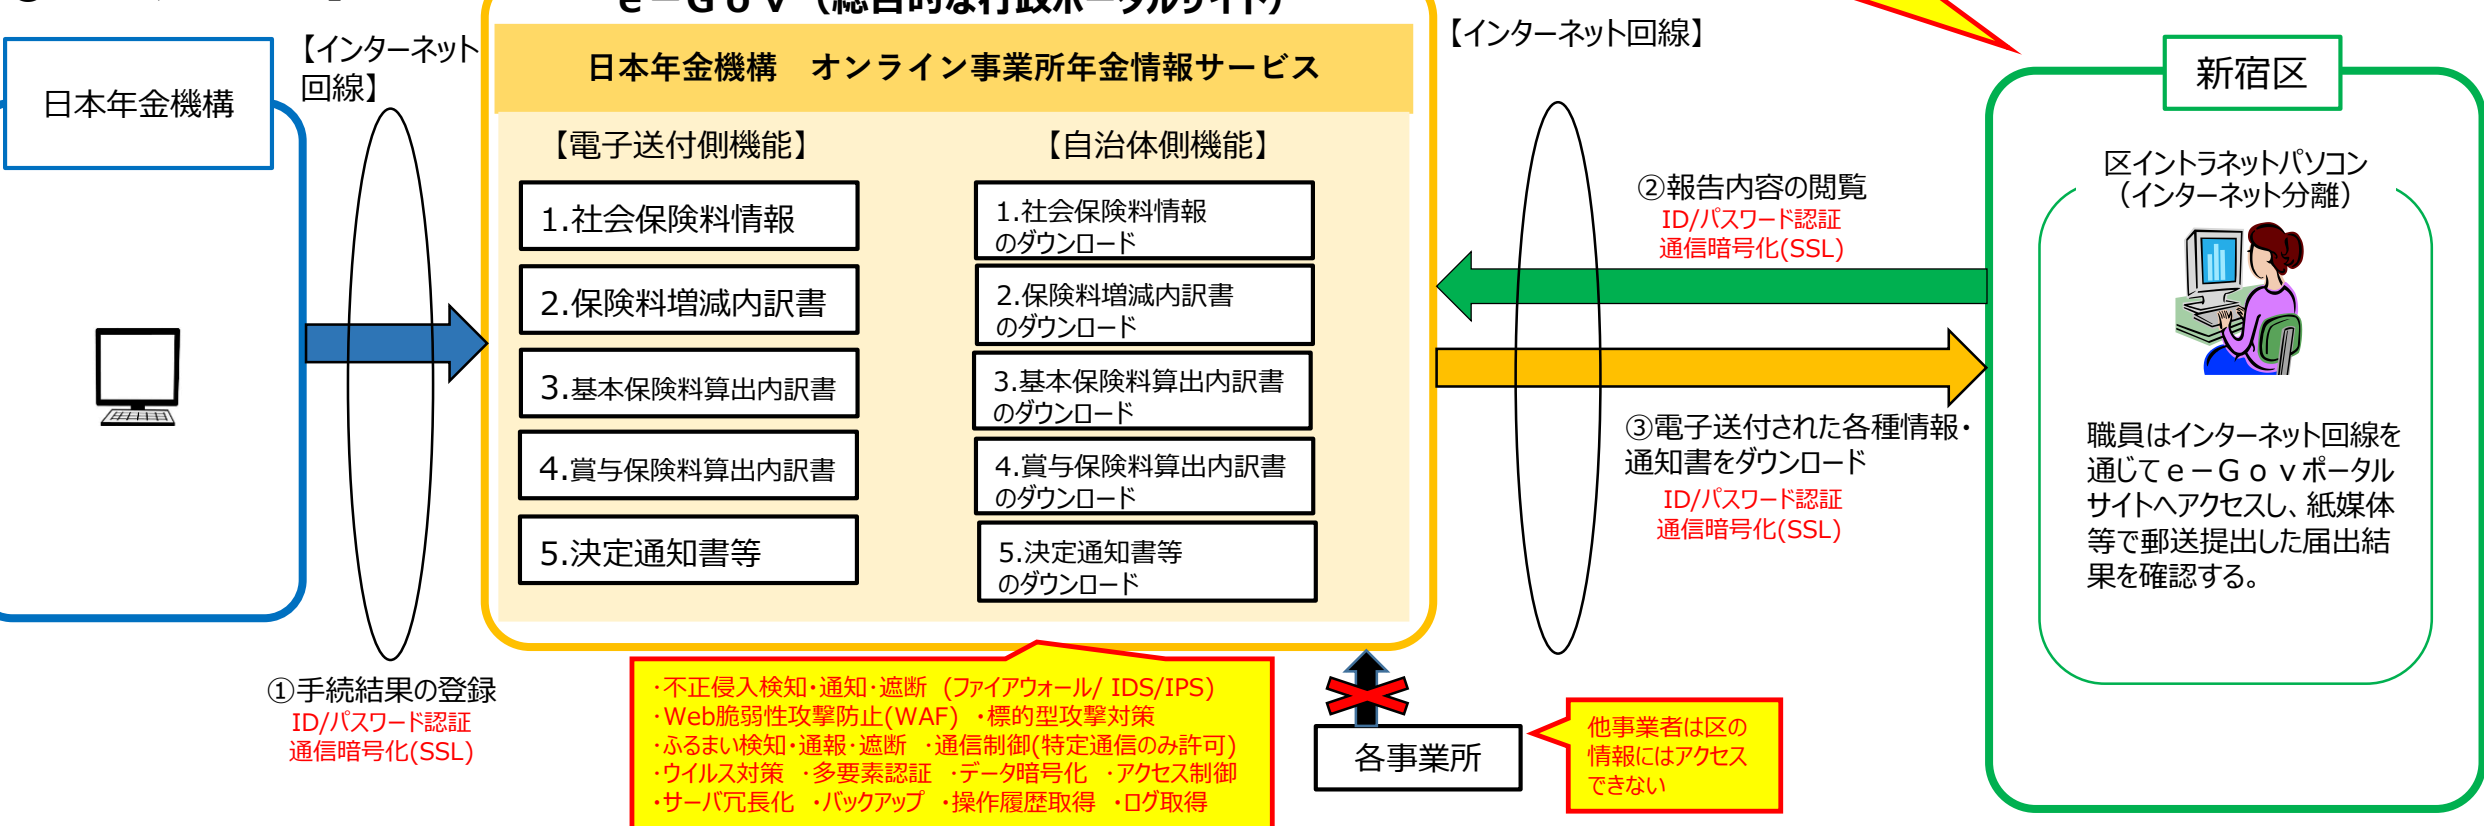 e－Gov（総合的な行政ポータルサイト）
日本年金機構　オンライン事業所年金情報サービス
日本年金機構
【インターネット
回線】
【電子送付側機能】
1.社会保険料情報
2.保険料増減内訳書
3.基本保険料算出内訳書
4.賞与保険料算出内訳書
5.決定通知書等
【自治体側機能】
1.社会保険料情報
のダウンロード
2.保険料増減内訳書
のダウンロード
3.基本保険料算出内訳書
のダウンロード
4.賞与保険料算出内訳書
のダウンロード
5.決定通知書等
のダウンロード
【インターネット回線】
②報告内容の閲覧
ID/パスワード認証
通信暗号化(SSL)
③電子送付された各種情報・
通知書をダウンロード
ID/パスワード認証
通信暗号化(SSL)
新宿区
区イントラネットパソコン
（インターネット分離）
職員はインターネット回線を
通じてｅ－Ｇｏｖポータル
サイトへアクセスし、紙媒体
等で郵送提出した届出結
果を確認する。
①手続結果の登録
ID/パスワード認証
通信暗号化(SSL)
・不正侵入検知・通知・遮断 (ファイアウォール/ IDS/IPS)
・Web脆弱性攻撃防止(WAF) ・標的型攻撃対策
・ふるまい検知・通報・遮断 ・通信制御(特定通信のみ許可)
・ウイルス対策 ・多要素認証 ・データ暗号化 ・アクセス制御
・サーバ冗長化 ・バックアップ ・操作履歴取得 ・ログ取得
各事業所
他事業者は区の
情報にはアクセス
できない